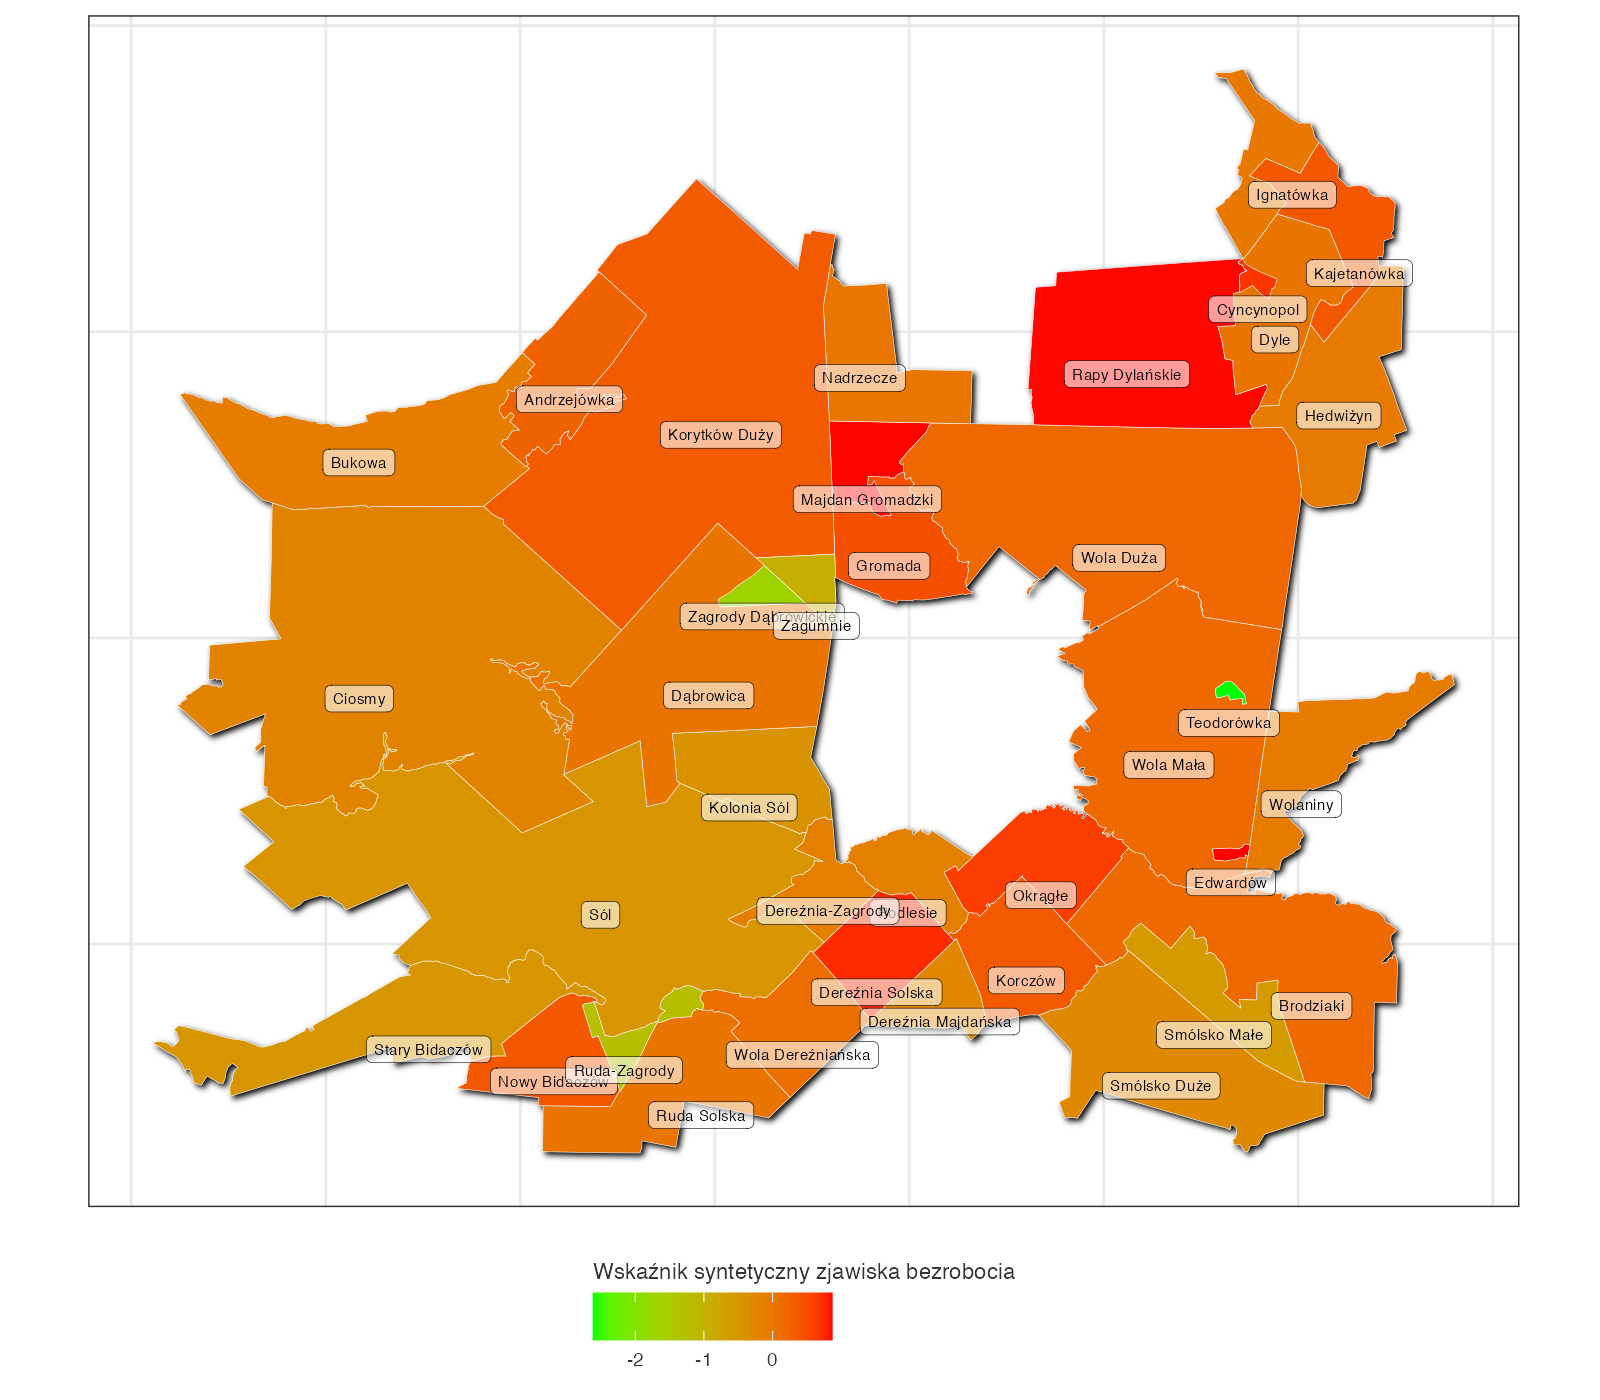 Ignatówka
Kajetanówka
Cyncynopol
Dyle
Rapy Dylańskie
Nadrzecze
Andrzejówka
Hedwiżyn
Korytków Duży
Bukowa
Majdan Gromadzki
Wola Duża
Gromada
Zagrody Dąbrowickie
Zagumnie
Dąbrowica
Ciosmy
Teodorówka
Wola Mała
Wolaniny
Kolonia Sól
Edwardów
Okrągłe
Dereźnia-Zagrody
Podlesie
Sól
Korczów
Dereźnia Solska
Brodziaki
Dereźnia Majdańska
Smólsko Małe
Stary Bidaczów
Wola Dereźniańska
Ruda-Zagrody
Nowy Bidaczów
Smólsko Duże
Ruda Solska
Wskaźnik syntetyczny zjawiska bezrobocia
-2 -1 0